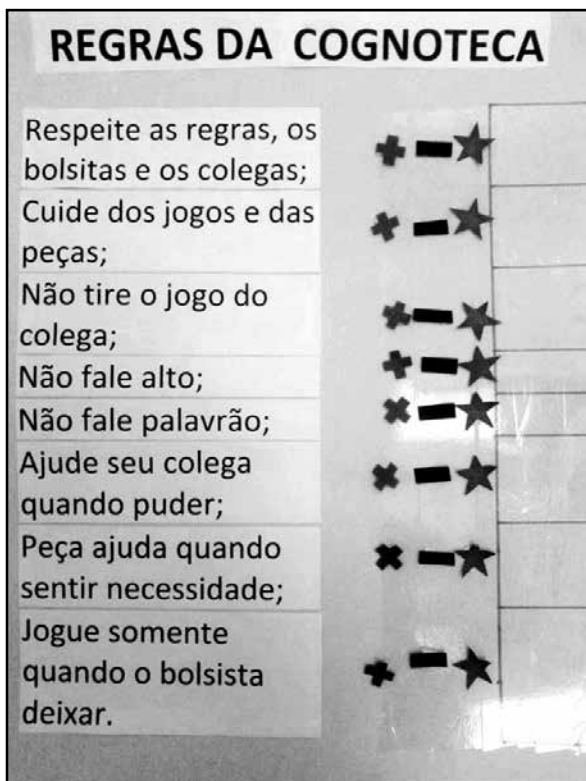 REGRAS DA COGNOTECA
Respeite as regras, os
bolsitas e os colegas;
Cuide dos jogos e das
peças;
Não tire o jogo do
colega;
Não fale alto;
Não fale palavrão;
Ajude seu colega
quando puder;
Peça ajuda quando
sentir necessidade;
Jogue somente
quando o bolsista
deixar.